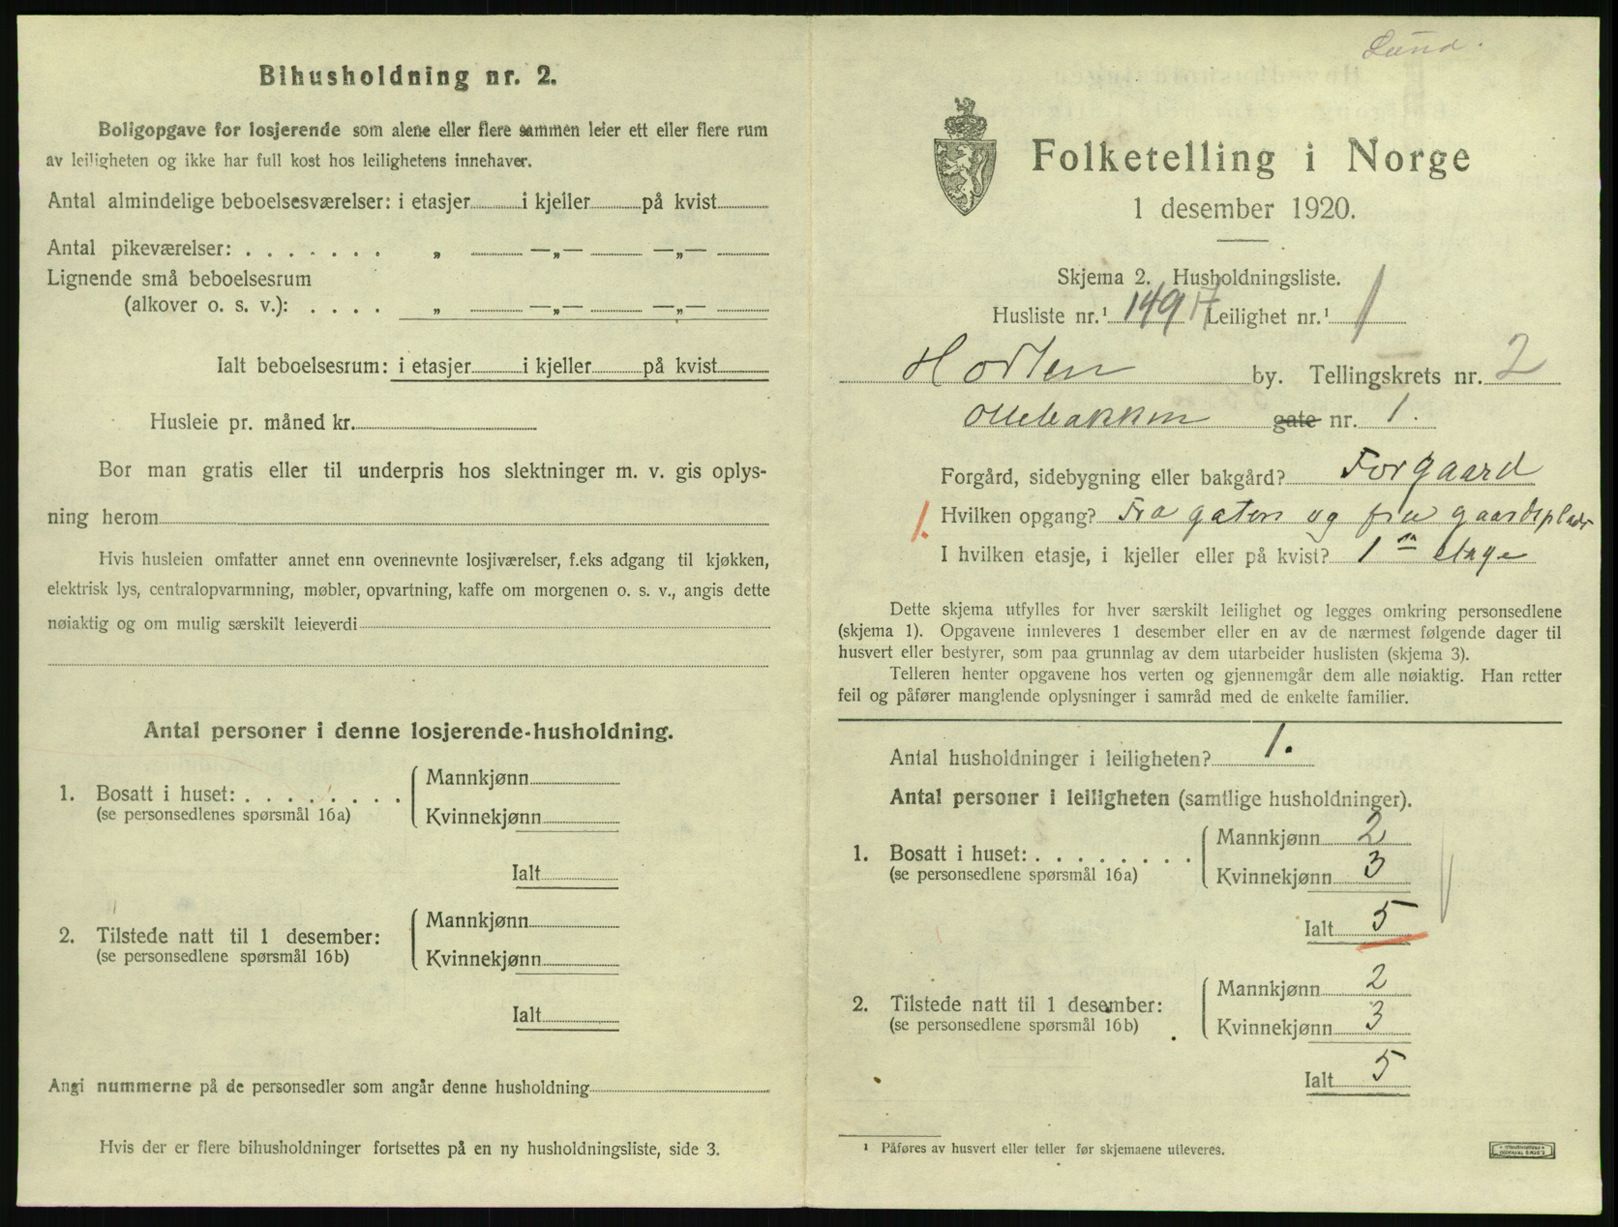 Bihusholdning nr. 2.
Boligopgave for losjerende som alene eller flere sammen leier ett eller flere rum
av leiligheten og ikke har full kost hos leilighetens innehaver.
Antal almindelige beboelsesværelser: i etasjer i kjeller på kvist
Antal pikeværelser: . . . . . . . „ —„— —„—
Lignende små beboelsesrum
(alkover o. s. v.): . . . . „ —„— —„—
Ialt beboelsesrum: i etasjer i kjeller på kvist
Husleie pr. måned kr.
Bor man gratis eller til underpris hos slektninger m. v. gis oplys-
ning herom
Hvis husleien omfatter annet enn ovennevnte losjiværelser, f.eks adgang til kjøkken,
elektrisk lys, centralopvarmning, møbler, opvartning, kaffe om morgenen o. s. v., angis dette
nøiaktig og om mulig særskilt leieverdi
Antal personer i denne losjerende-husholdning.
1. Bosatt i huset: . . . . . . . .
(se personsedlenes spørsmål 16a)
Mannkjønn
Kvinnekjønn
Ialt
2. Tilstede natt til 1 desember:
(se personsedlene spørsmål 16b)
Mannkjønn
Kvinnekjønn
Ialt
Angi nummerne på de personsedler som angår denne husholdning
Hvis der er flere bihusholdninger fortsettes på en ny husholdningsliste, side 3.
Lund.
Folketelling i Norge
1 desember 1920.
Skjema 2. Husholdningsliste.
Husliste nr.¹ 149 Leilighet nr.¹ 1
Horten by. Tellingskrets nr. 2
Ollebakken gate nr. 1.
Forgård, sidebygning eller bakgård? Forgaard
1. Hvilken opgang? Fra gaten og fra gaardsplads
I hvilken etasje, i kjeller eller på kvist? 1ste etage
Dette skjema utfylles for hver særskilt leilighet og legges omkring personsedlene
(skjema 1). Opgavene innleveres 1 desember eller en av de nærmest følgende dager til
husvert eller bestyrer, som paa grunnlag av dem utarbeider huslisten (skjema 3).
Telleren henter opgavene hos verten og gjennemgår dem alle nøiaktig. Han retter
feil og påfører manglende oplysninger i samråd med de enkelte familier.
Antal husholdninger i leiligheten? 1.
Antal personer i leiligheten (samtlige husholdninger).
1. Bosatt i huset: . . . . . . . .
(se personsedlene spørsmål 16a)
Mannkjønn 2
Kvinnekjønn 3
Ialt 5
2. Tilstede natt til 1 desember:
(se personsedlene spørsmål 16b)
Mannkjønn 2
Kvinnekjønn 3
Ialt 5
¹ Påføres av husvert eller teller før skjemaene utleveres.